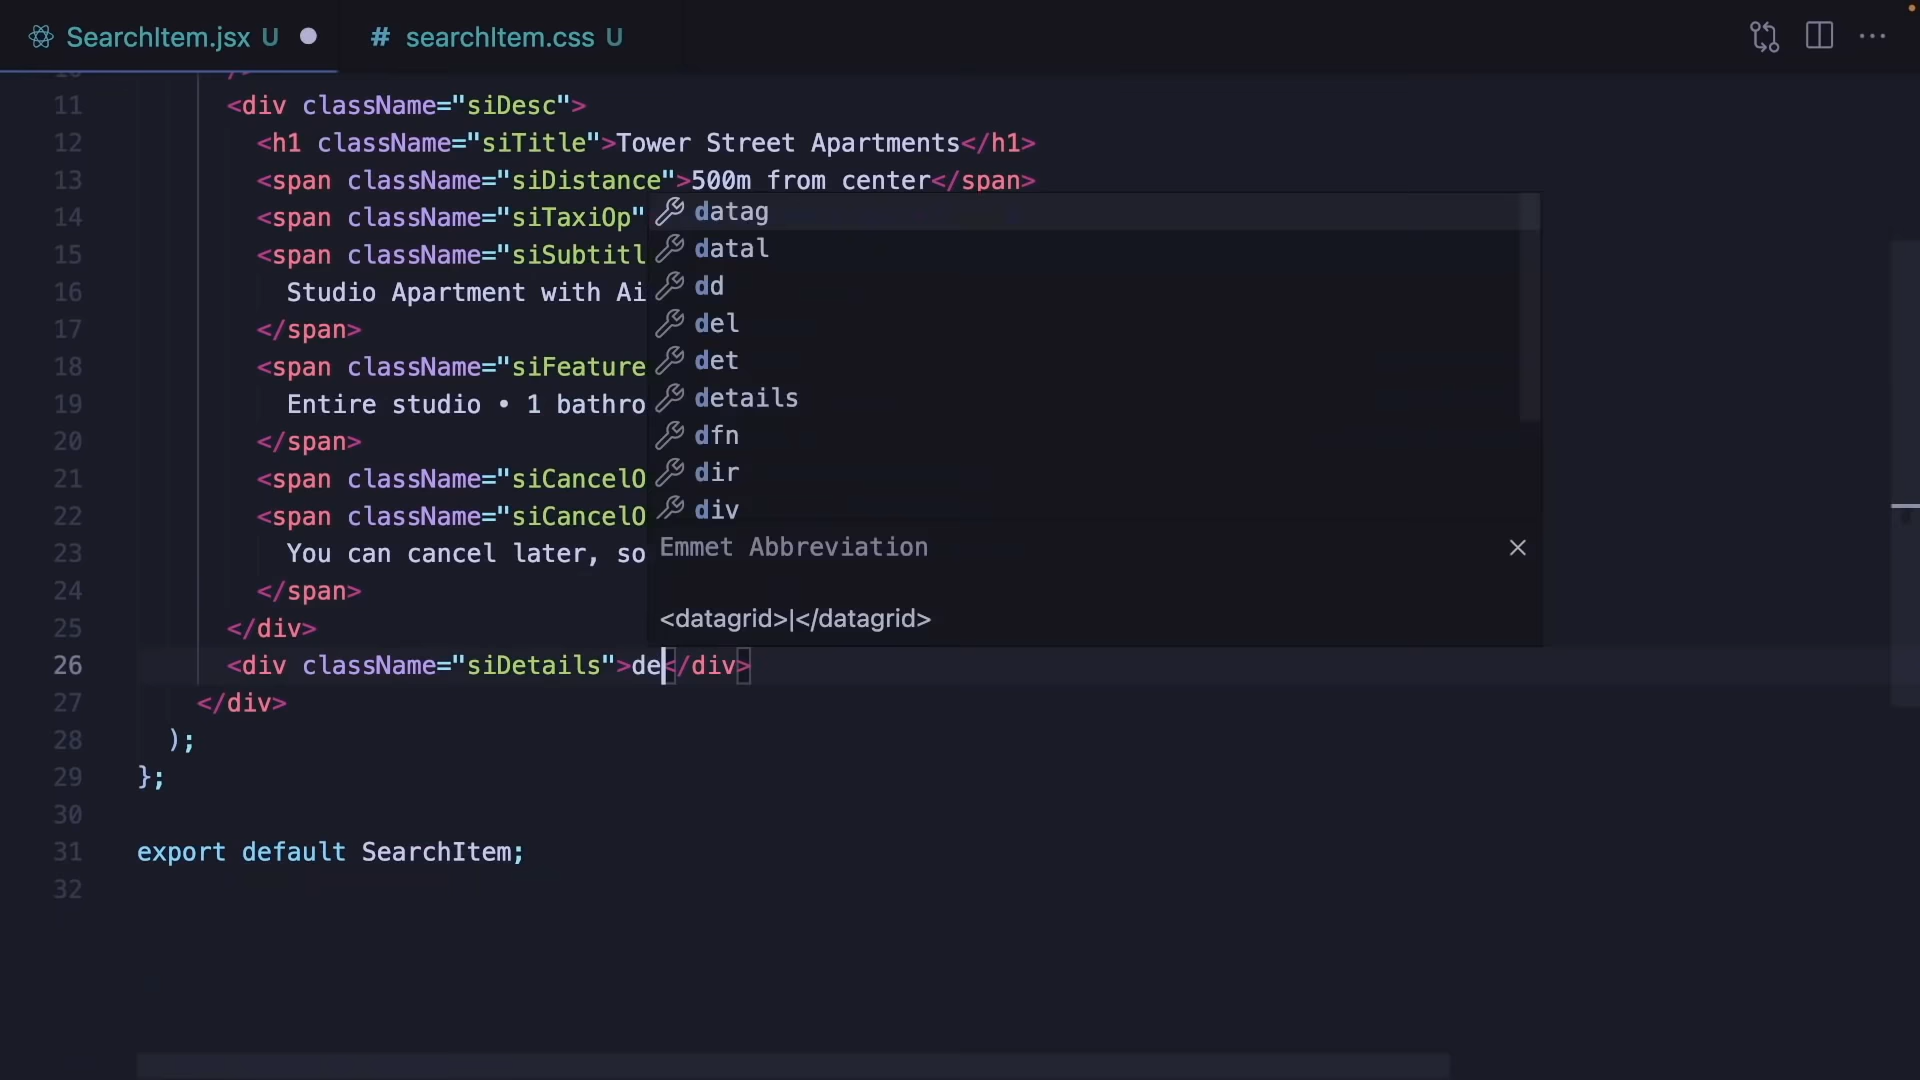 SearchItem.jsx U
# searchItem.css U
11 <div className="siDesc">
12 <h1 className="siTitle">Tower Street Apartments</h1>
13 <span className="siDistance">500m from center</span>
14 <span className="siTaxiOp"
15 <span className="siSubtitl
16 Studio Apartment with Ai
17 </span>
18 <span className="siFeature
19 Entire studio • 1 bathro
20 </span>
21 <span className="siCancelO
22 <span className="siCancelO
23 You can cancel later, so
24 </span>
25 </div>
26 <div className="siDetails">de</div>
27 </div>
28 );
29 };
30
31 export default SearchItem;
32
datag
datal
dd
del
det
details
dfn
dir
div
Emmet Abbreviation
<datagrid>|</datagrid>